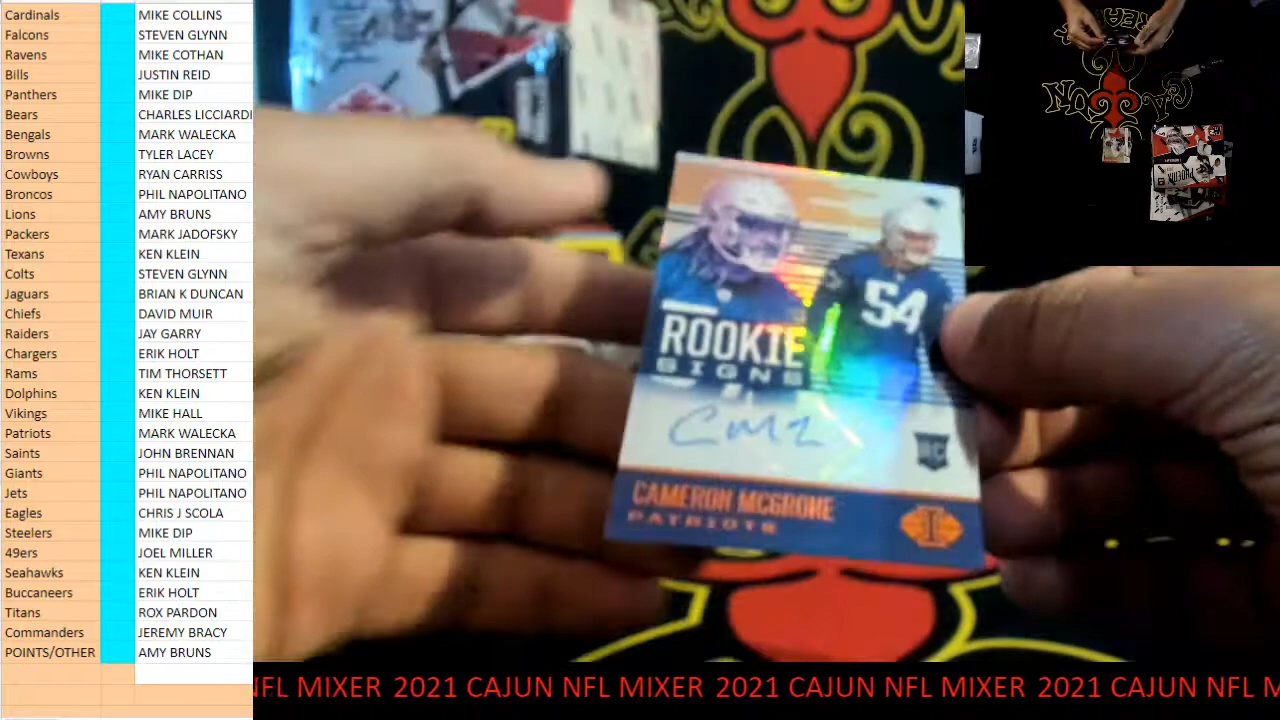 Cardinals MIKE COLLINS
Falcons STEVEN GLYNN
Ravens MIKE COTHAN
Bills JUSTIN REID
Panthers MIKE DIP
Bears CHARLES LICCIARDI
Bengals MARK WALECKA
Browns TYLER LACEY
Cowboys RYAN CARRISS
Broncos PHIL NAPOLITANO
Lions AMY BRUNS
Packers MARK JADOFSKY
Texans KEN KLEIN
Colts STEVEN GLYNN
Jaguars BRIAN K DUNCAN
Chiefs DAVID MUIR
Raiders JAY GARRY
Chargers ERIK HOLT
Rams TIM THORSETT
Dolphins KEN KLEIN
Vikings MIKE HALL
Patriots MARK WALECKA
Saints JOHN BRENNAN
Giants PHIL NAPOLITANO
Jets PHIL NAPOLITANO
Eagles CHRIS J SCOLA
Steelers MIKE DIP
49ers JOEL MILLER
Seahawks KEN KLEIN
Buccaneers ERIK HOLT
Titans ROX PARDON
Commanders JEREMY BRACY
POINTS/OTHER AMY BRUNS
54
ROOKIE
SIGNS
CMZ
RC
CAMERON MCGRONE
PATRIOTS
I
NFL MIXER 2021 CAJUN NFL MIXER 2021 CAJUN NFL MIXER 2021 CAJUN NFL M